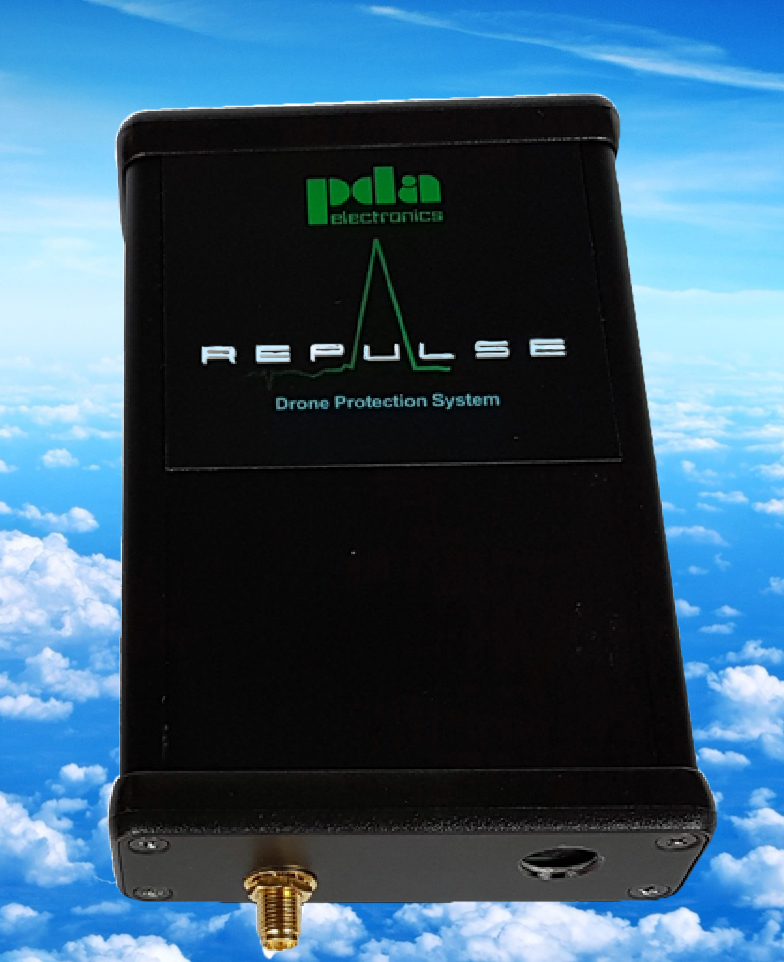 pda
electronics
REPULSE
Drone Protection System